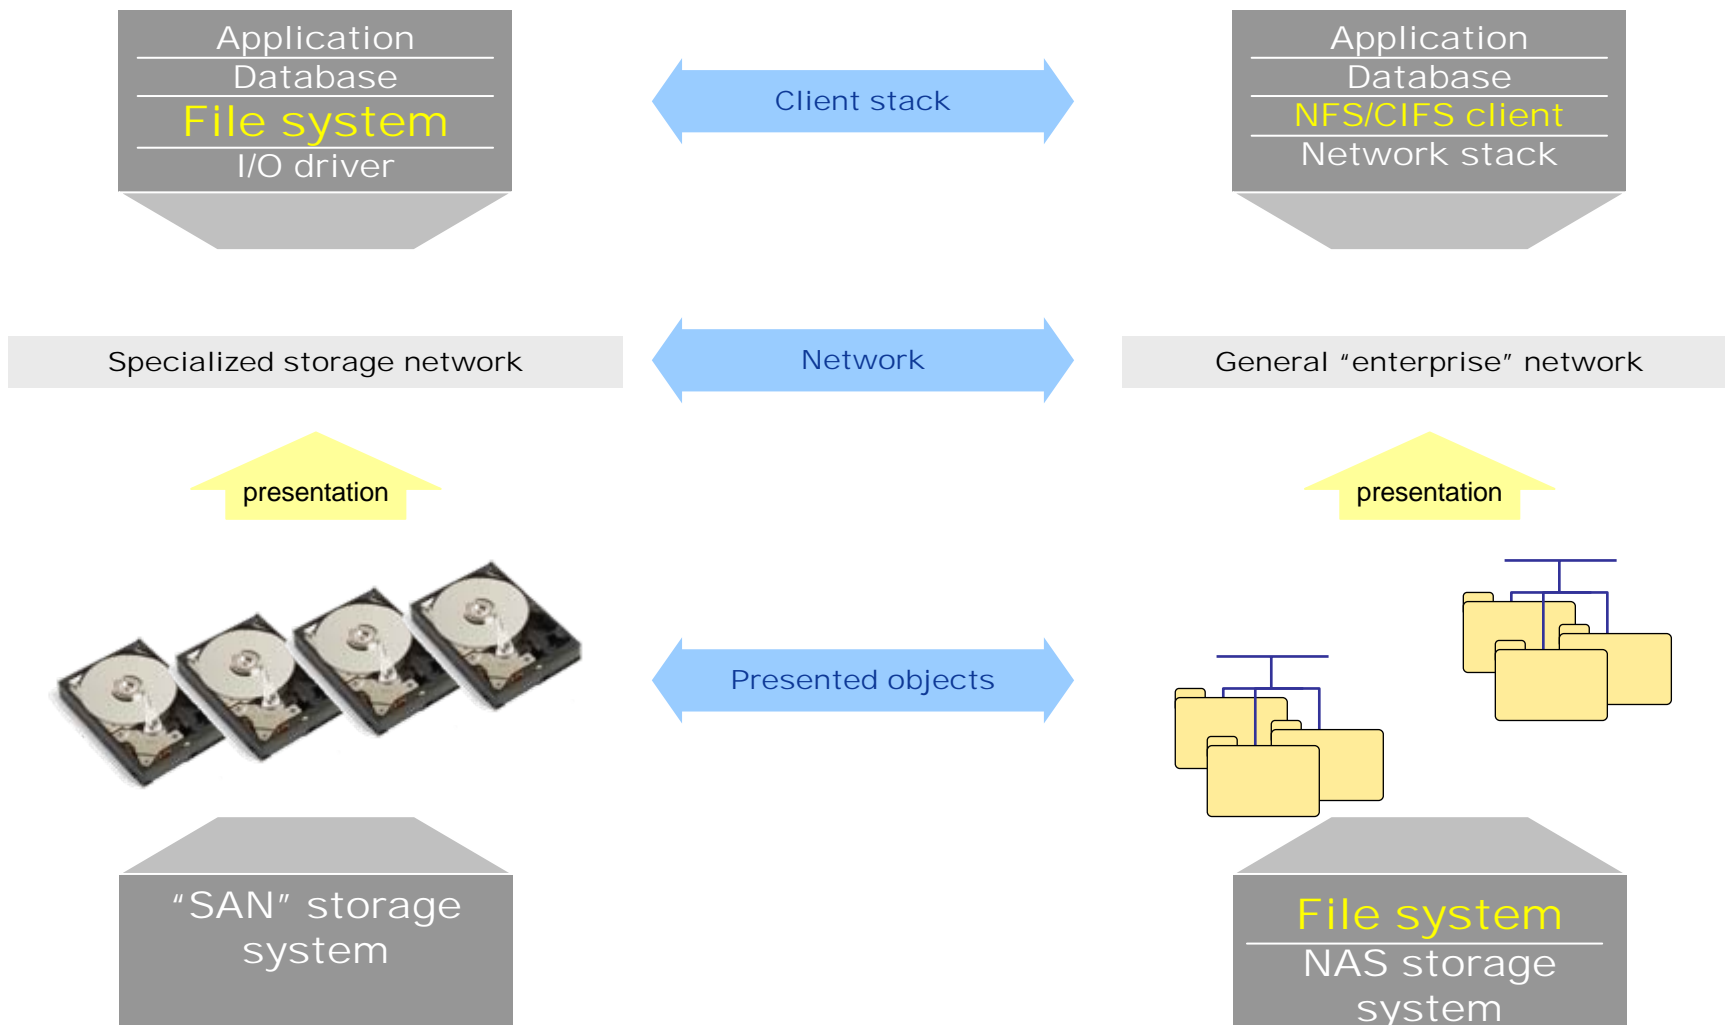 Application
Database
File system
I/O driver
Client stack
Application
Database
NFS/CIFS client
Network stack
Specialized storage network
Network
General “enterprise” network
presentation
presentation
Presented objects
“SAN” storage
system
File system
NAS storage
system